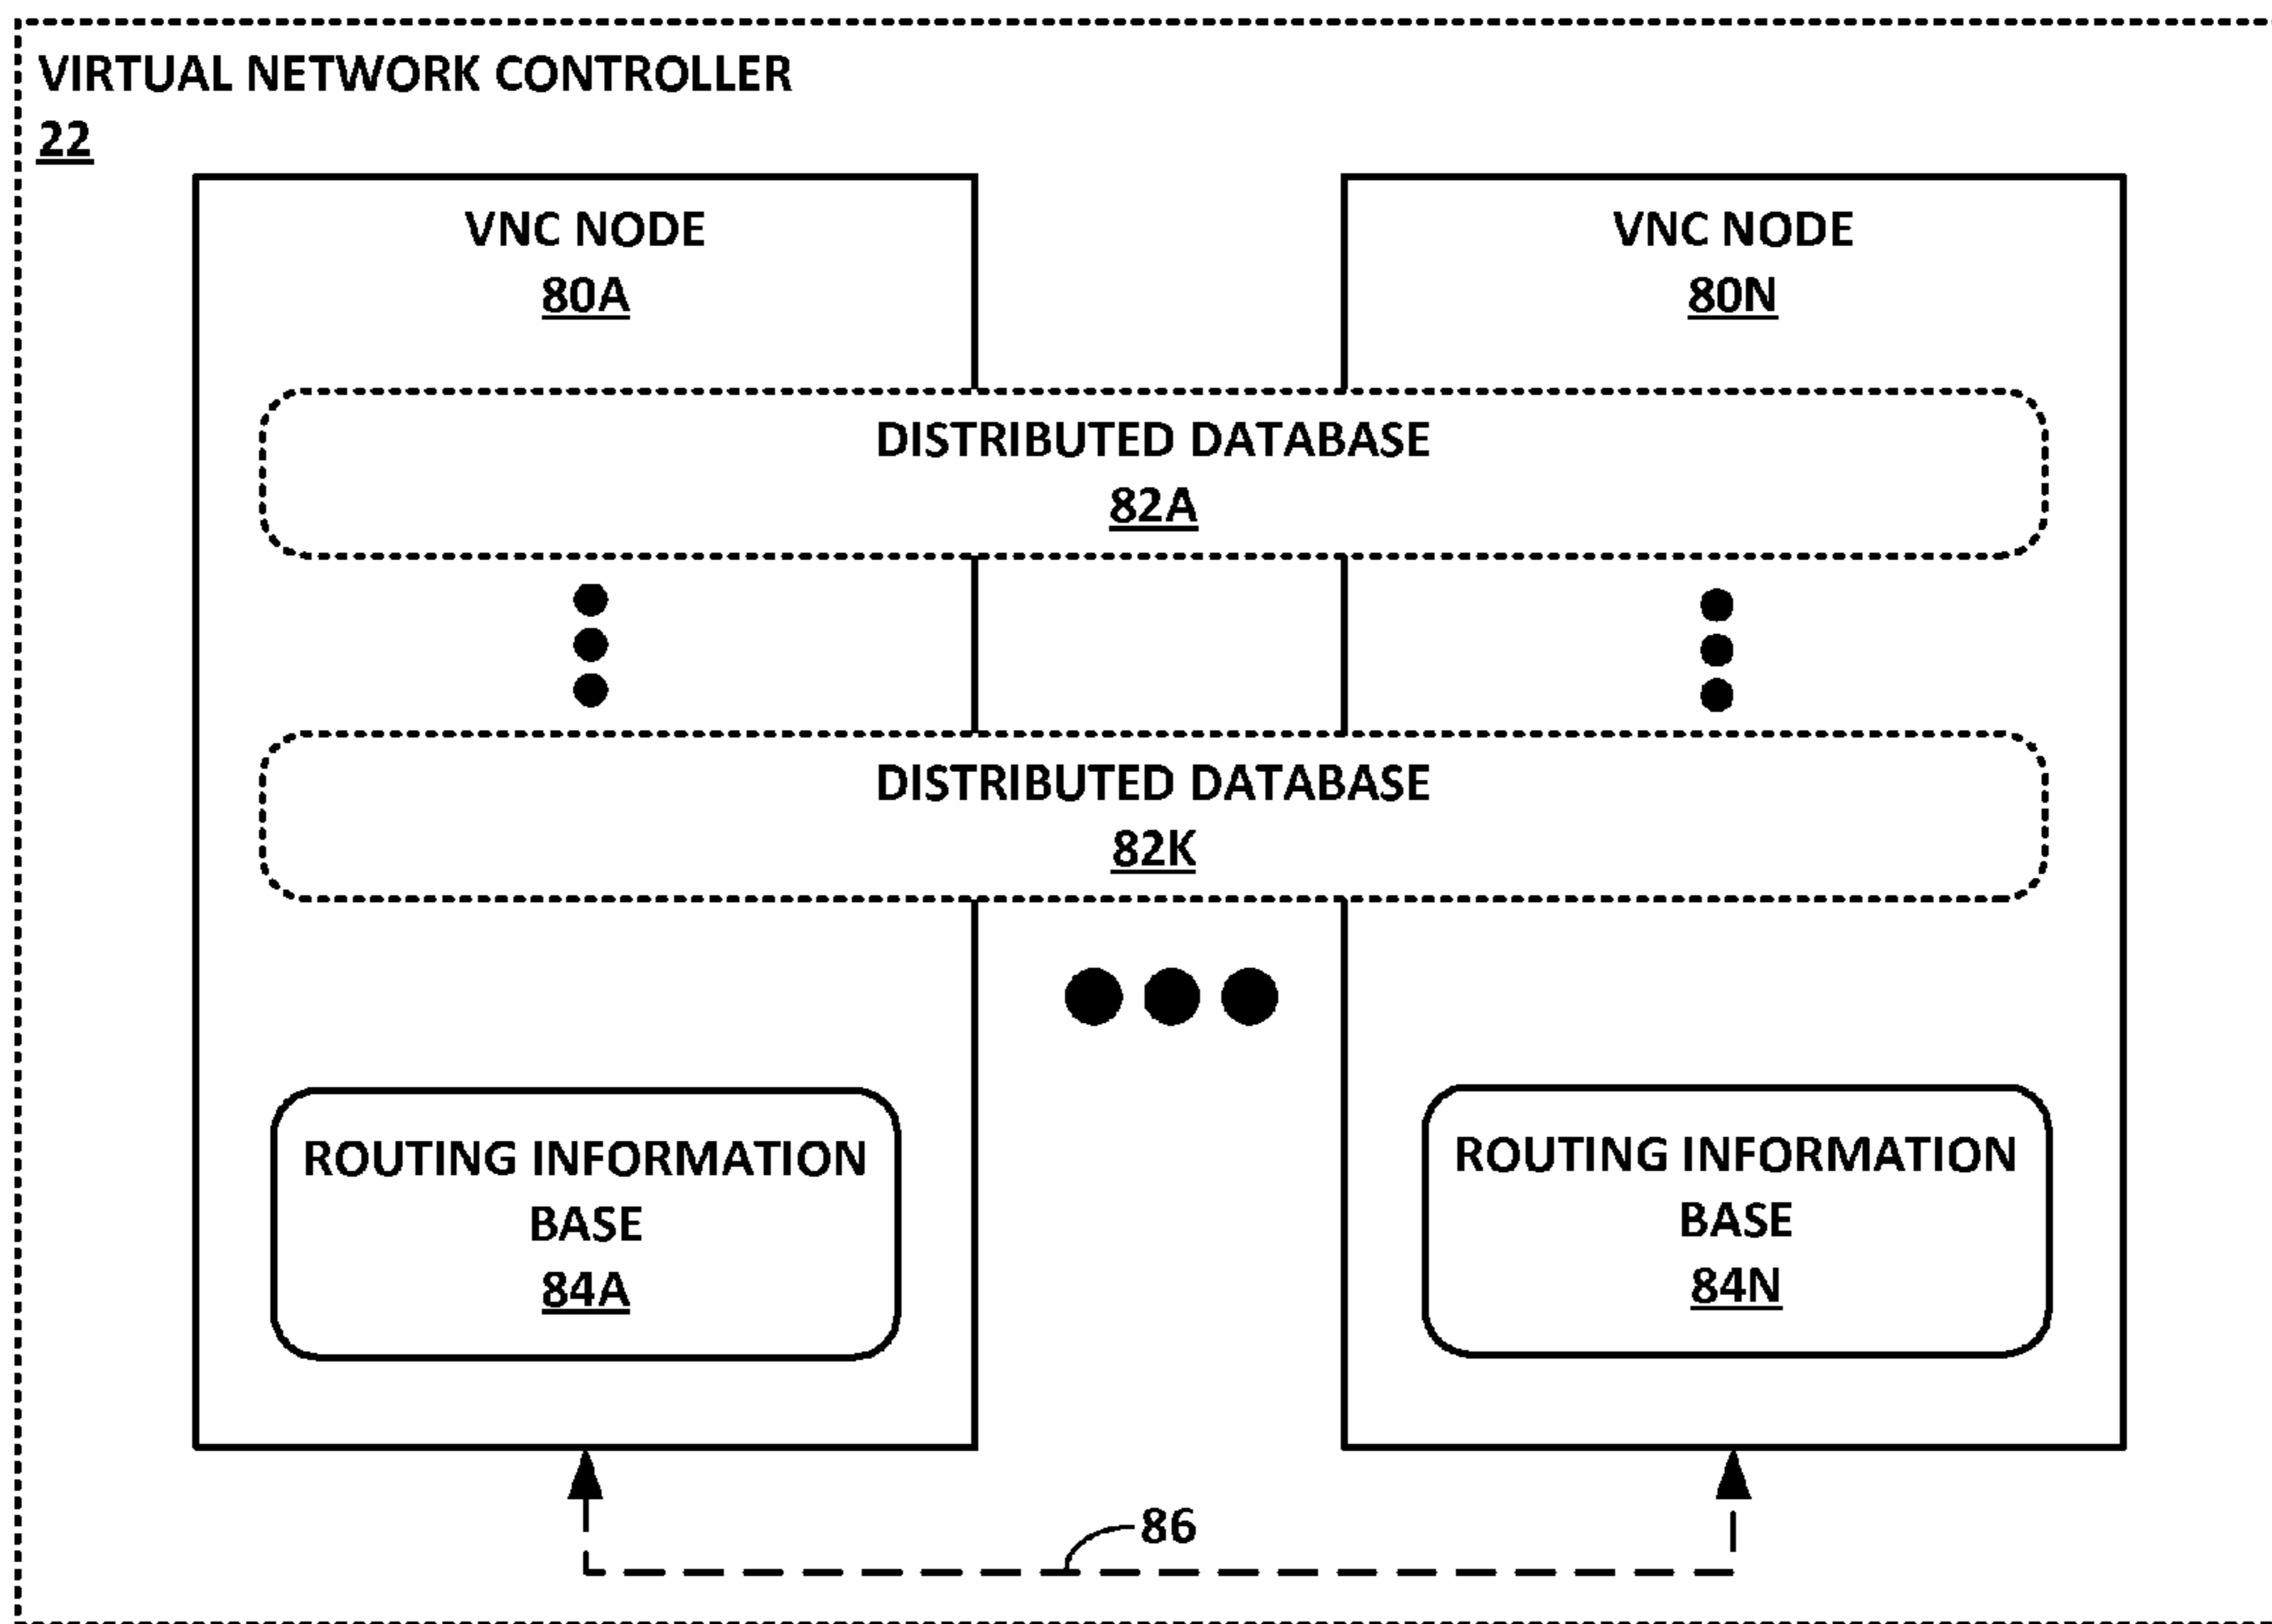 VIRTUAL NETWORK CONTROLLER
22
VNC NODE
80A
VNC NODE
80N
DISTRIBUTED DATABASE
82A
DISTRIBUTED DATABASE
82K
ROUTING INFORMATION
BASE
84A
ROUTING INFORMATION
BASE
84N
86